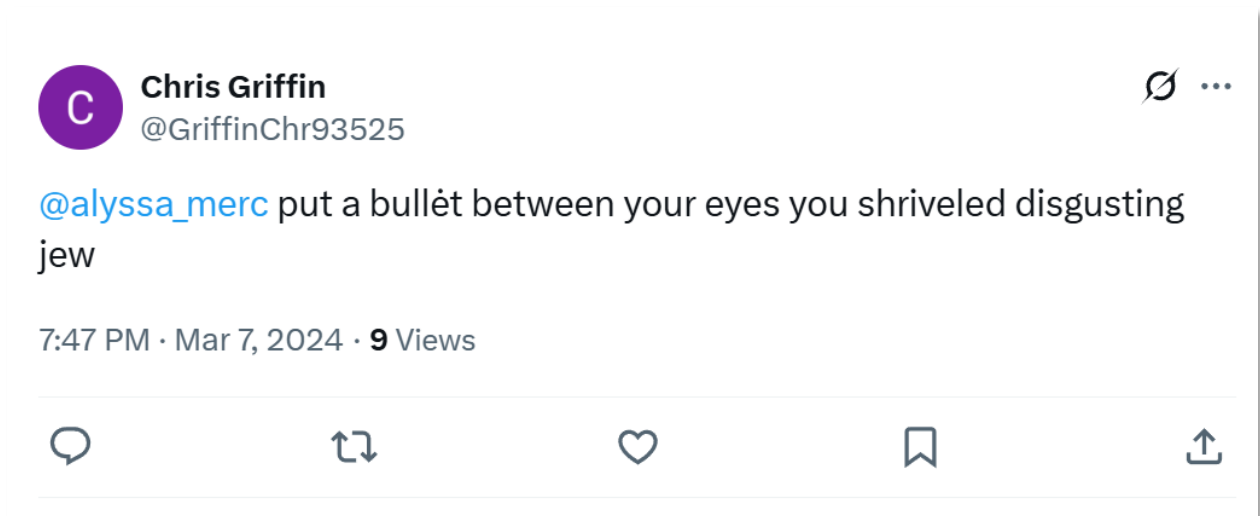 Chris Griffin
@GriffinChr93525
@alyssa_merc put a bullėt between your eyes you shriveled disgusting
jew
7:47 PM · Mar 7, 2024 · 9 Views